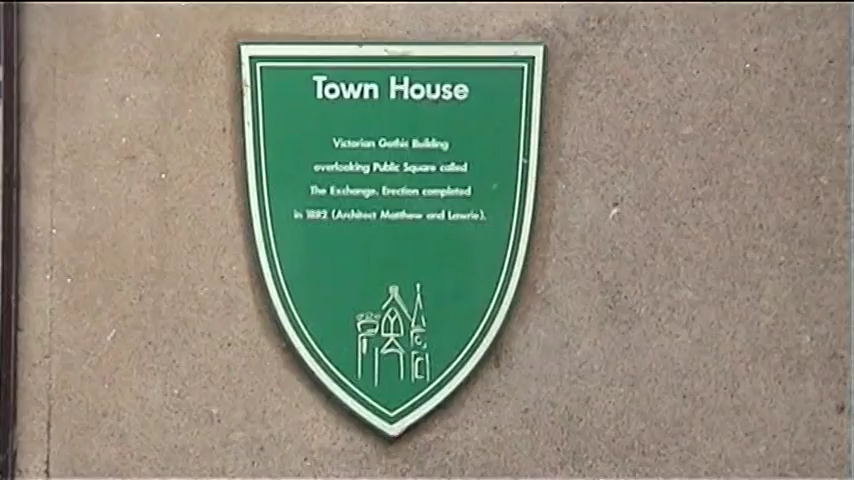 Town House
Victorian Gothic Building
overlooking Public Square called
The Exchange. Erection completed
in 1882 (Architect Matthew and Lawrie).